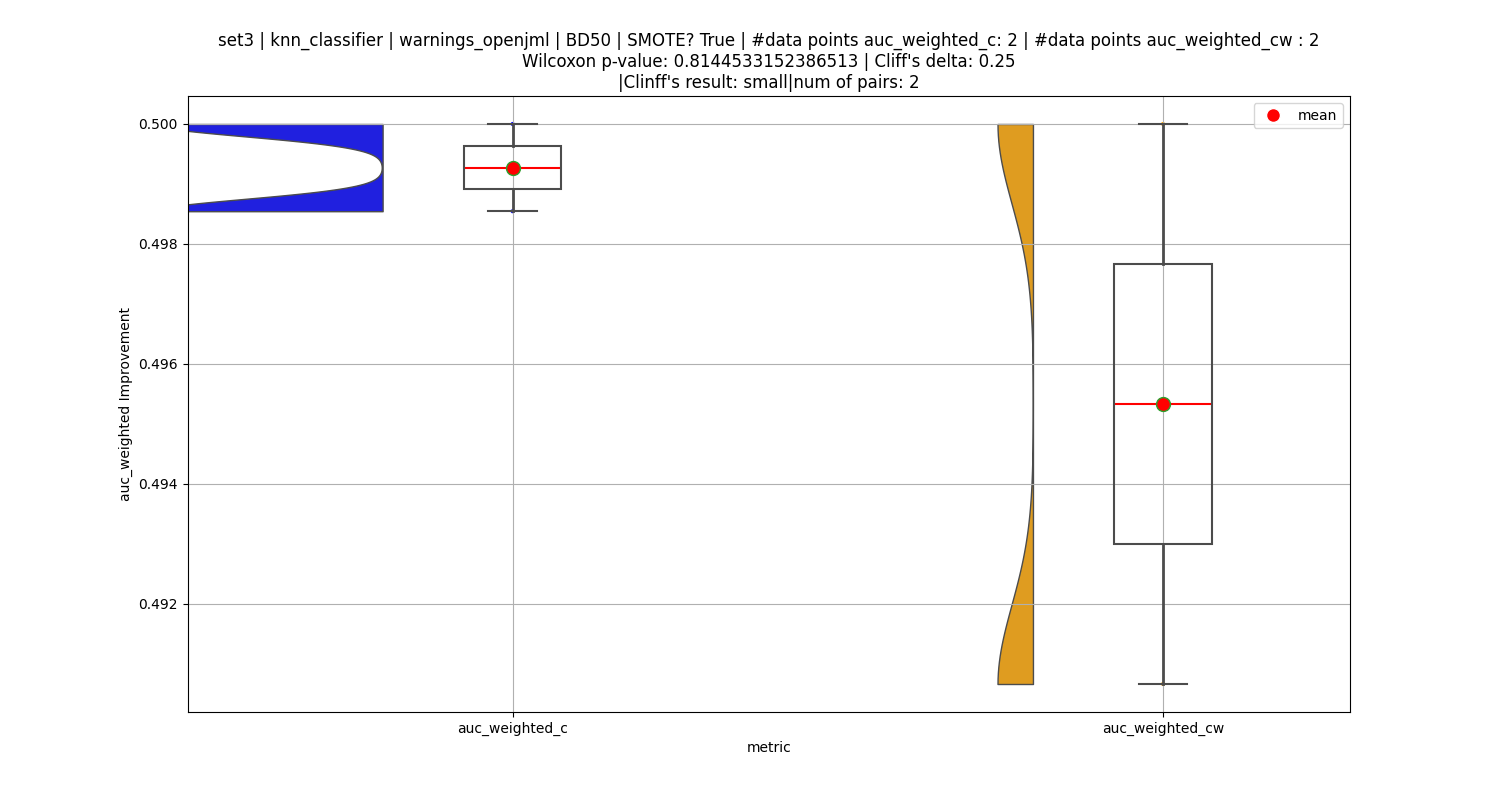 set3 | knn_classifier | warnings_openjml | BD50 | SMOTE? True | #data points auc_weighted_c: 2 | #data points auc_weighted_cw : 2
Wilcoxon p-value: 0.8144533152386513 | Cliff's delta: 0.25
|Clinff's result: small|num of pairs: 2
mean
0.500
0.498
0.496
0.494
0.492
auc_weighted Improvement
auc_weighted_c
auc_weighted_cw
metric